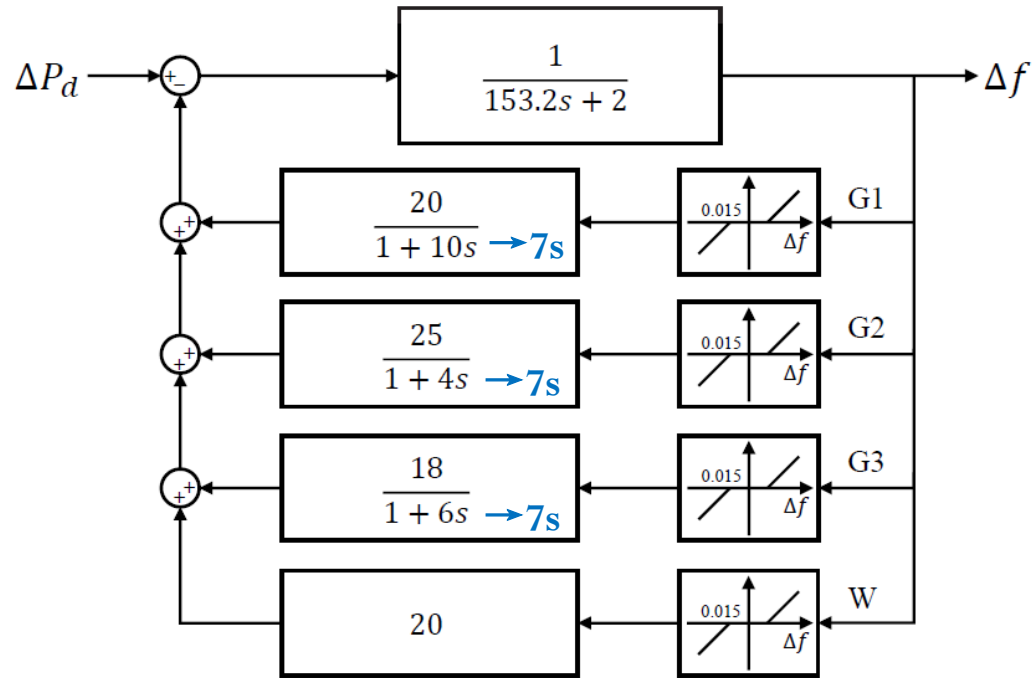 ΔP_d + − 1 Δf
153.2s + 2
20 0.015 G1
1 + 10s → 7s Δf
+ +
25 0.015 G2
1 + 4s → 7s Δf
+ +
18 0.015 G3
1 + 6s → 7s Δf
+ +
20 0.015 W
Δf